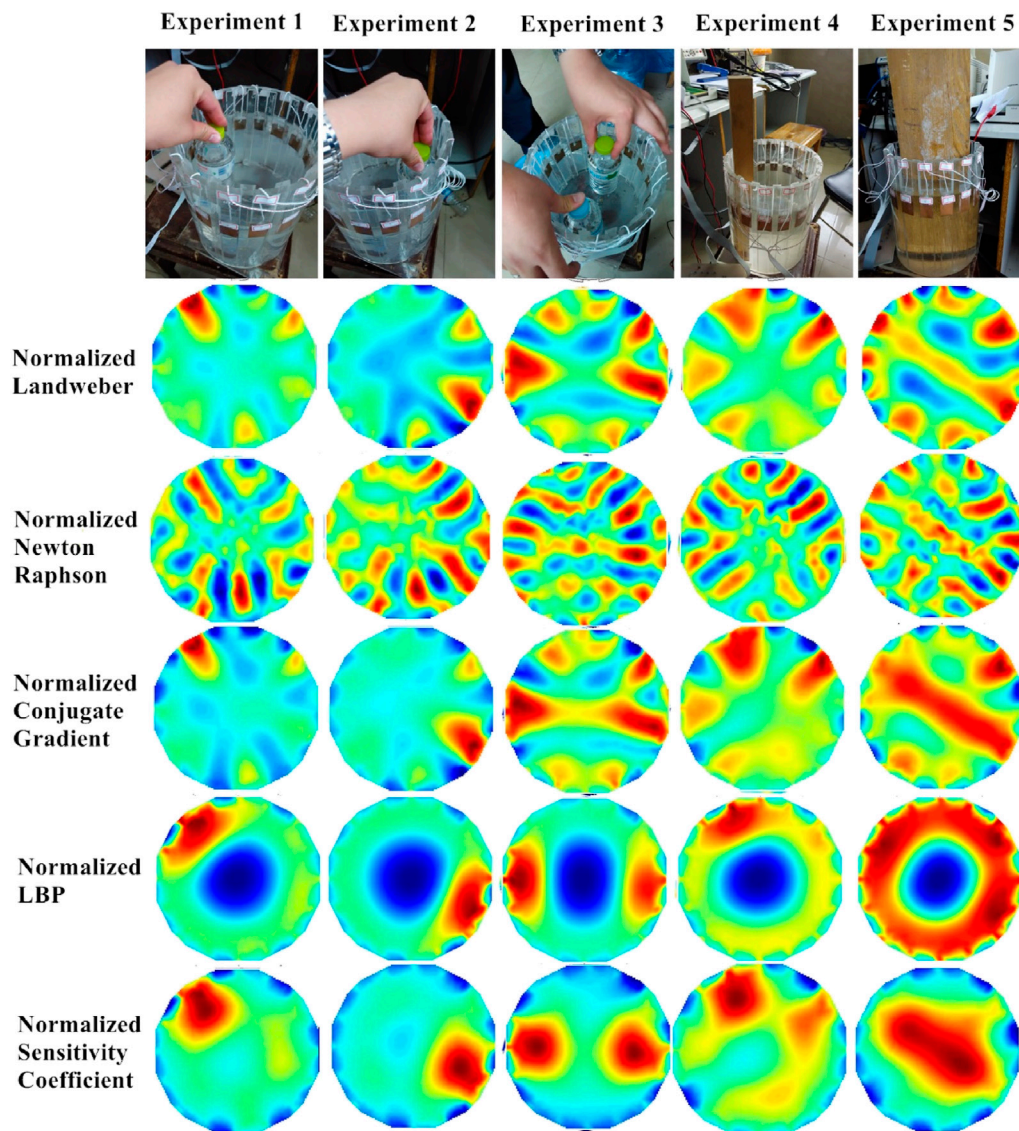 Experiment 1
Experiment 2
Experiment 3
Experiment 4
Experiment 5
Normalized
Landweber
Normalized
Newton
Raphson
Normalized
Conjugate
Gradient
Normalized
LBP
Normalized
Sensitivity
Coefficient